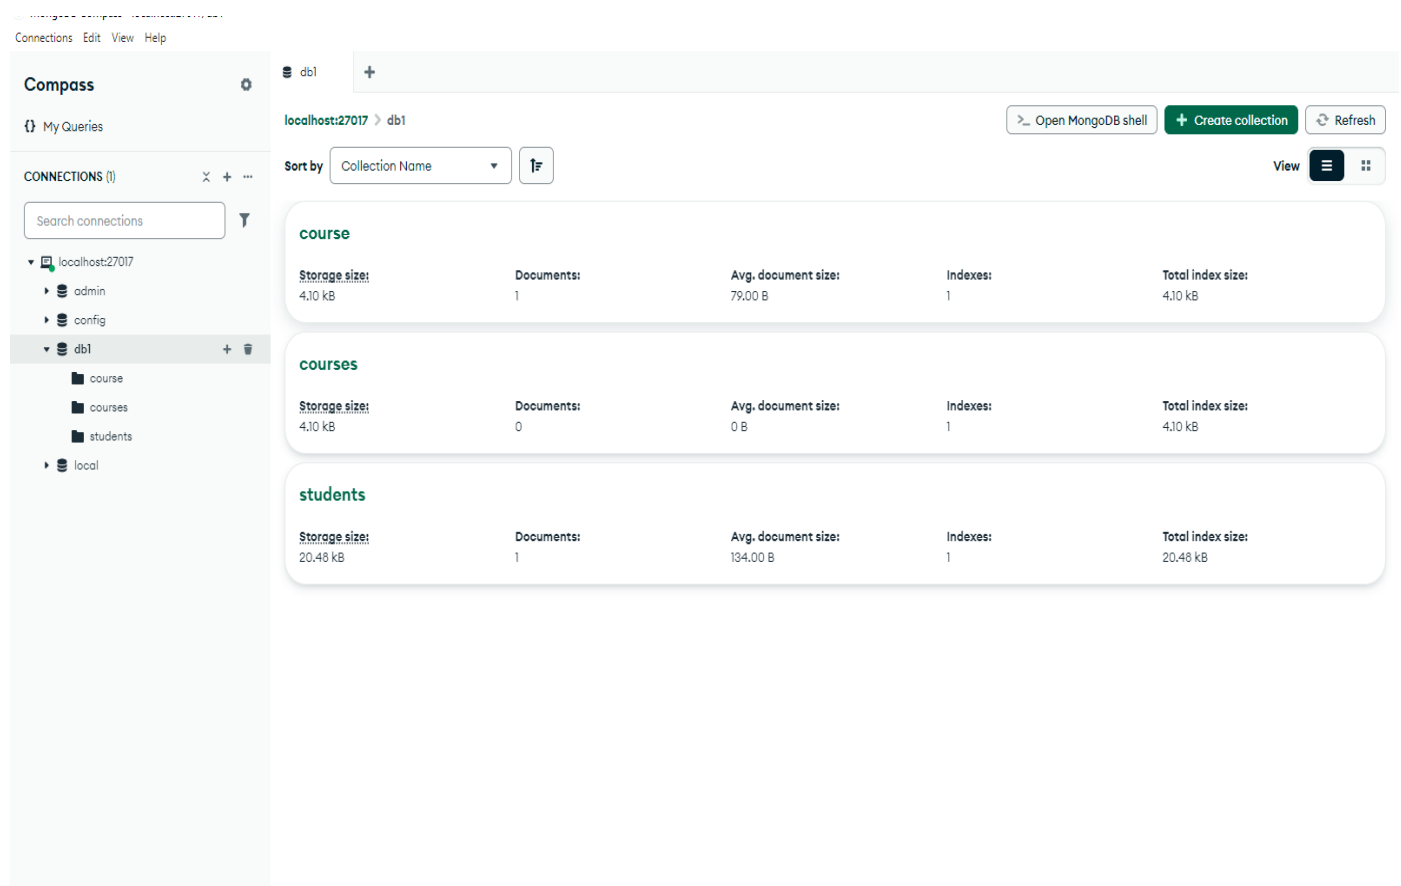 Connections Edit View Help
Compass
My Queries
CONNECTIONS (1)
Search connections
localhost:27017
admin
config
db1
course
courses
students
local
db1
localhost:27017 > db1
>_ Open MongoDB shell
+ Create collection
Refresh
Sort by Collection Name
View
course
Storage size: Documents: Avg. document size: Indexes: Total index size:
4.10 kB 1 79.00 B 1 4.10 kB
courses
Storage size: Documents: Avg. document size: Indexes: Total index size:
4.10 kB 0 0 B 1 4.10 kB
students
Storage size: Documents: Avg. document size: Indexes: Total index size:
20.48 kB 1 134.00 B 1 20.48 kB